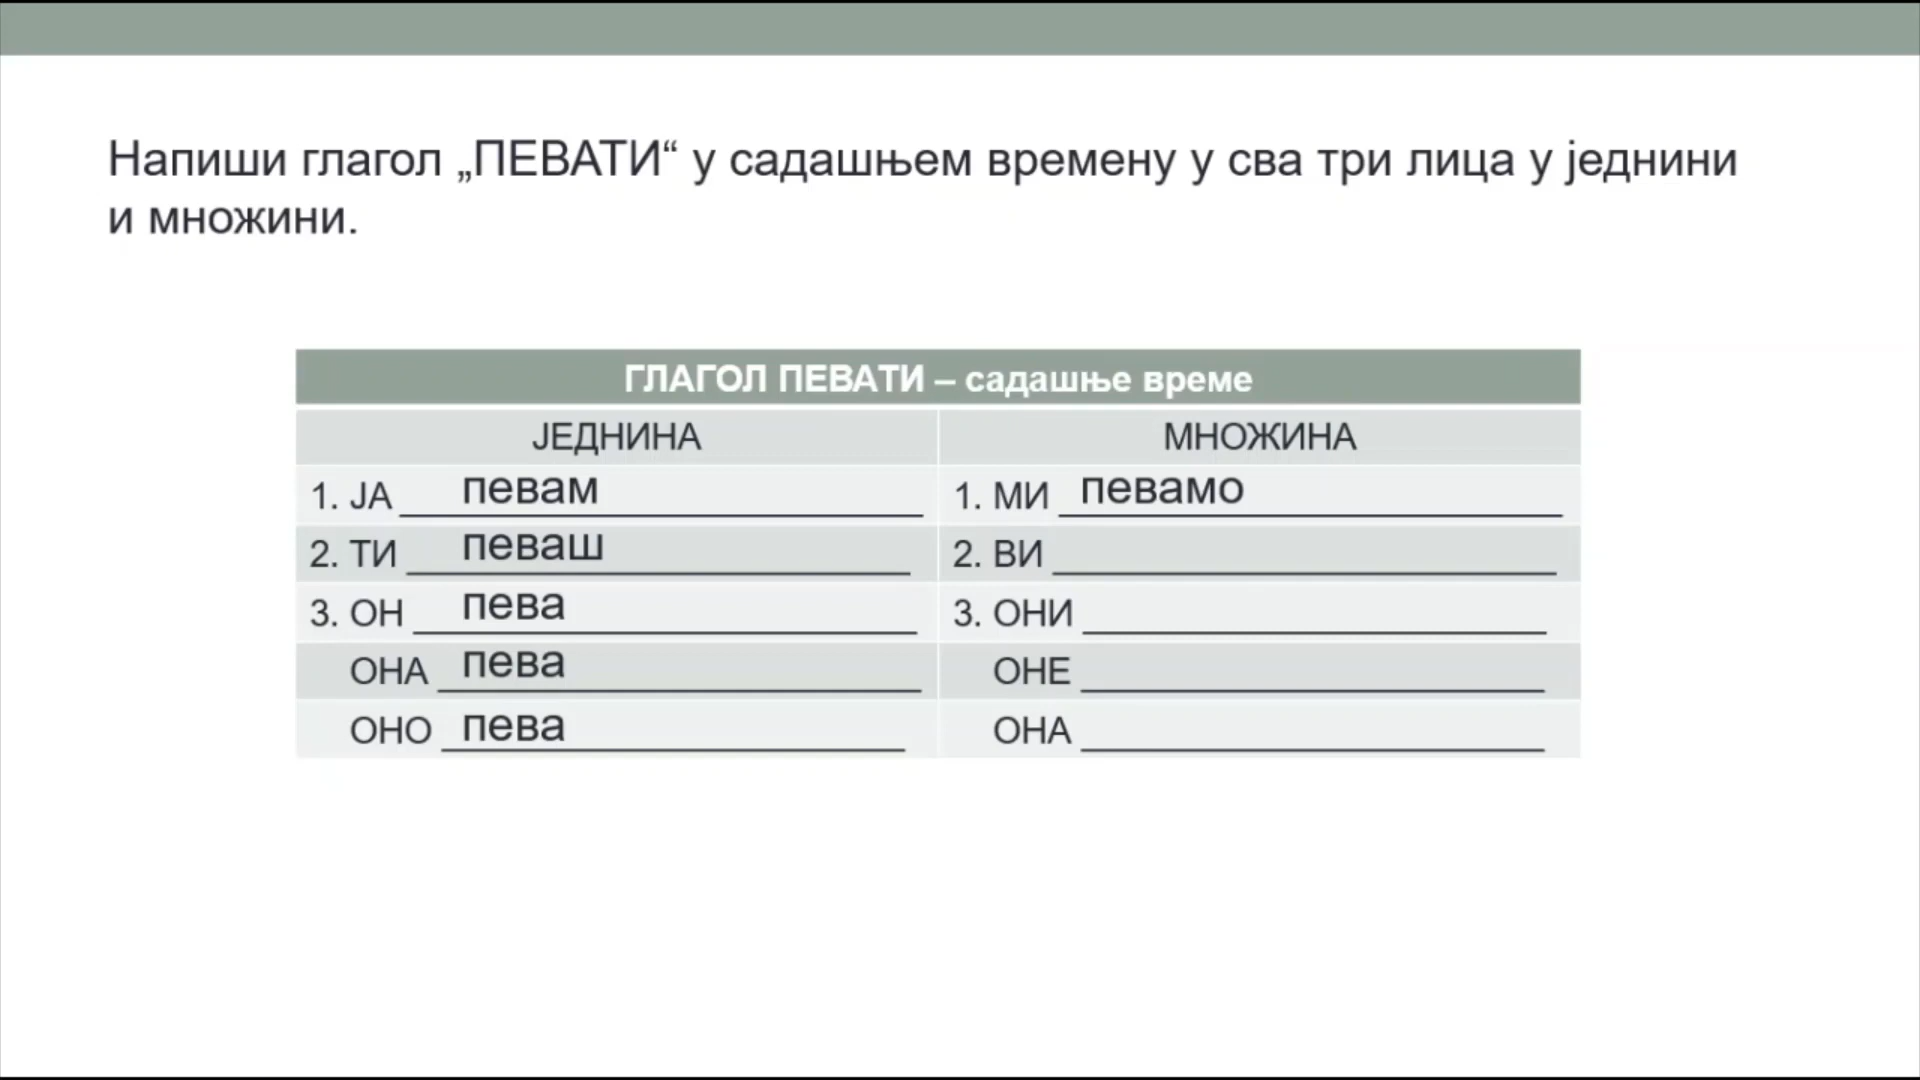 Напиши глагол „ПЕВАТИ“ у садашњем времену у сва три лица у једнини
и множини.
ГЛАГОЛ ПЕВАТИ – садашње време
ЈЕДНИНА
МНОЖИНА
1. ЈА певам
1. МИ певамо
2. ТИ певаш
2. ВИ
3. ОН пева
3. ОНИ
ОНА пева
ОНЕ
ОНО пева
ОНА